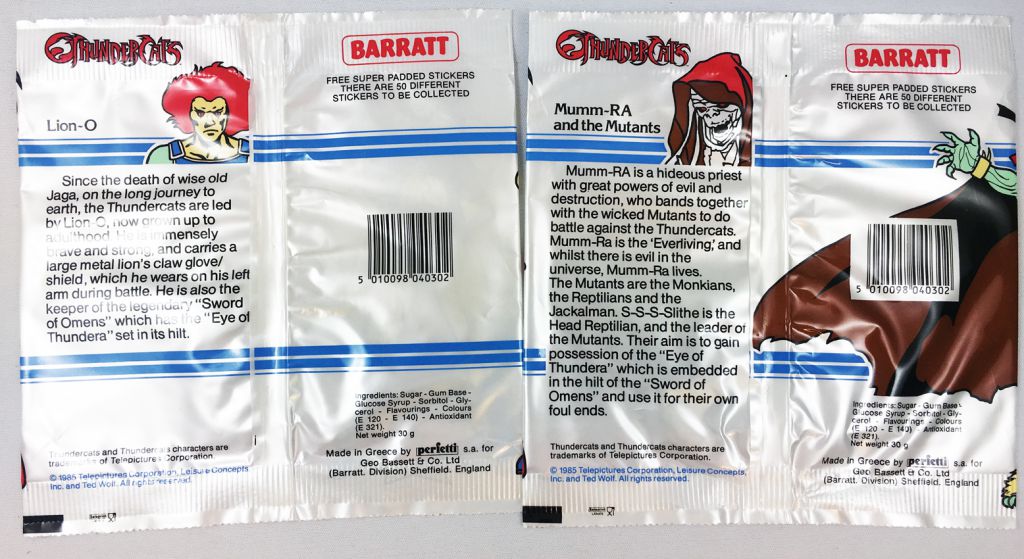 THUNDERCATS
Lion-O
Since the death of wise old
Jaga, on the long journey to
earth, the Thundercats are led
by Lion-O, now grown up to
adulthood. He is immensely
brave and strong, and carries a
large metal lion's claw glove/
shield, which he wears on his left
arm during battle. He is also the
keeper of the legendary "Sword
of Omens" which has the "Eye of
Thundera" set in its hilt.
Thundercats and Thundercats characters are
trademarks of Telepictures Corporation.
© 1985 Telepictures Corporation, Leisure Concepts
Inc. and Ted Wolf. All rights reserved.
BARRATT
FREE SUPER PADDED STICKERS
THERE ARE 50 DIFFERENT
STICKERS TO BE COLLECTED
5 010098 040302
Ingredients: Sugar - Gum Base -
Glucose Syrup - Sorbitol - Gly-
cerol - Flavourings - Colours
(E 120 - E 140) - Antioxidant
(E 321).
Net weight 30 g
Made in Greece by perfetti s.a. for
Geo Bassett & Co. Ltd
(Barratt. Division) Sheffield. England
THUNDERCATS
Mumm-RA
and the Mutants
Mumm-RA is a hideous priest
with great powers of evil and
destruction, who bands together
with the wicked Mutants to do
battle against the Thundercats.
Mumm-Ra is the 'Everliving,' and
whilst there is evil in the
universe, Mumm-Ra lives.
The Mutants are the Monkians,
the Reptilians and the
Jackalman. S-S-S-Slithe is the
Head Reptilian, and the leader of
the Mutants. Their aim is to gain
possession of the "Eye of
Thundera" which is embedded
in the hilt of the "Sword of
Omens" and use it for their own
foul ends.
Thundercats and Thundercats characters are
trademarks of Telepictures Corporation.
© 1985 Telepictures Corporation, Leisure Concepts
Inc. and Ted Wolf. All rights reserved.
BARRATT
FREE SUPER PADDED STICKERS
THERE ARE 50 DIFFERENT
STICKERS TO BE COLLECTED
5 010098 040302
Ingredients: Sugar - Gum Base -
Glucose Syrup - Sorbitol - Gly-
cerol - Flavourings - Colours
(E 120 - E 140) - Antioxidant
(E 321).
Net weight 30 g
Made in Greece by perfetti s.a. for
Geo Bassett & Co. Ltd
(Barratt. Division) Sheffield. England